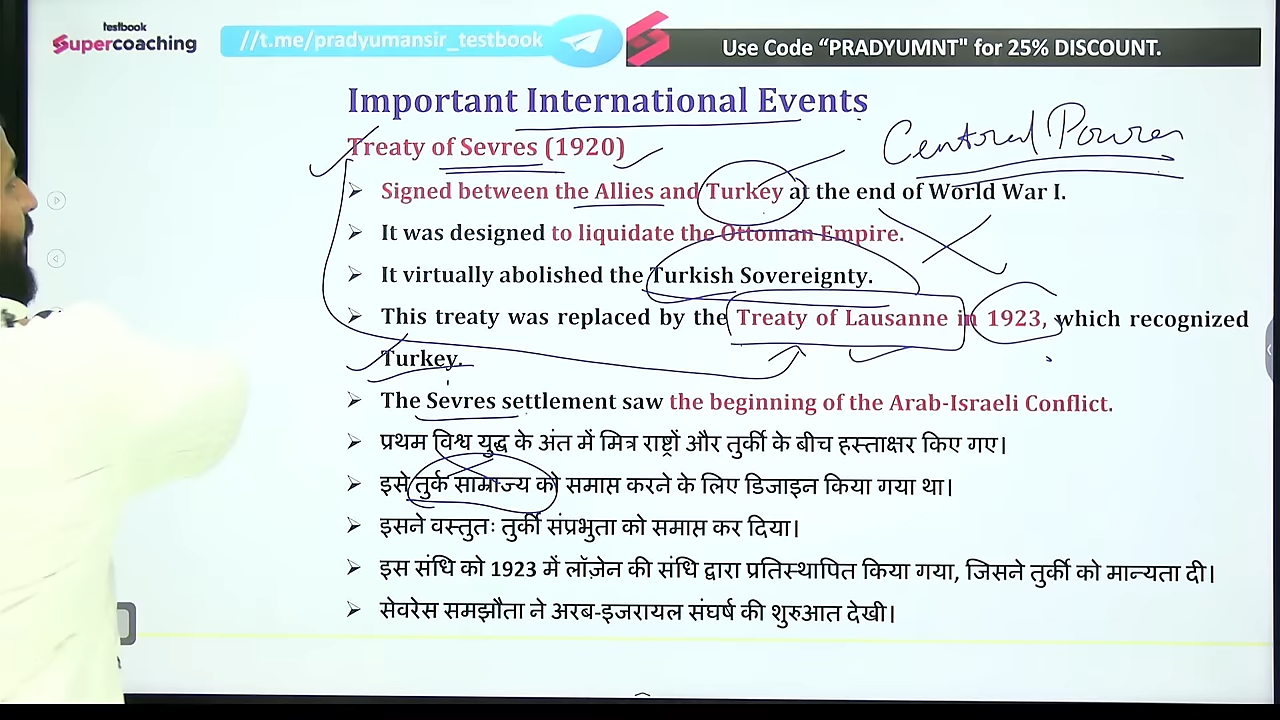 testbook
Supercoaching
//t.me/pradyumansir_testbook
Use Code “PRADYUMNT" for 25% DISCOUNT.
Important International Events
Central Power
Treaty of Sevres (1920)
➤ Signed between the Allies and Turkey at the end of World War I.
➤ It was designed to liquidate the Ottoman Empire.
➤ It virtually abolished the Turkish Sovereignty.
➤ This treaty was replaced by the Treaty of Lausanne in 1923, which recognized
Turkey.
➤ The Sevres settlement saw the beginning of the Arab-Israeli Conflict.
➤ प्रथम विश्व युद्ध के अंत में मित्र राष्ट्रों और तुर्की के बीच हस्ताक्षर किए गए।
➤ इसे तुर्क साम्राज्य को समाप्त करने के लिए डिजाइन किया गया था।
➤ इसने वस्तुतः तुर्की संप्रभुता को समाप्त कर दिया।
➤ इस संधि को 1923 में लॉज़ेन की संधि द्वारा प्रतिस्थापित किया गया, जिसने तुर्की को मान्यता दी।
➤ सेवरेस समझौता ने अरब-इजरायल संघर्ष की शुरुआत देखी।